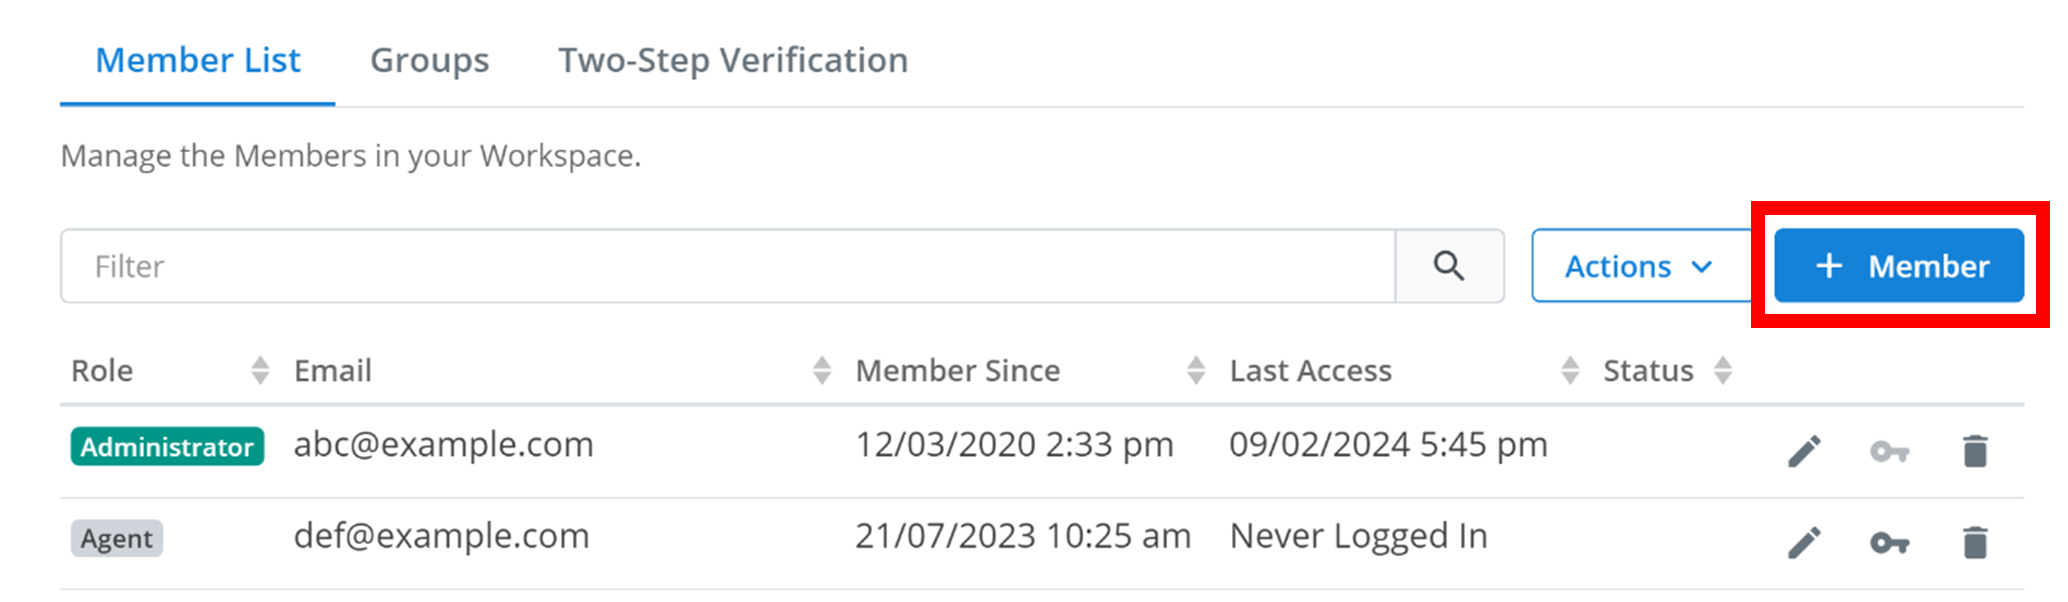 Member List Groups Two-Step Verification
Manage the Members in your Workspace.
Filter Actions + Member
Role Email Member Since Last Access Status
Administrator abc@example.com 12/03/2020 2:33 pm 09/02/2024 5:45 pm
Agent def@example.com 21/07/2023 10:25 am Never Logged In